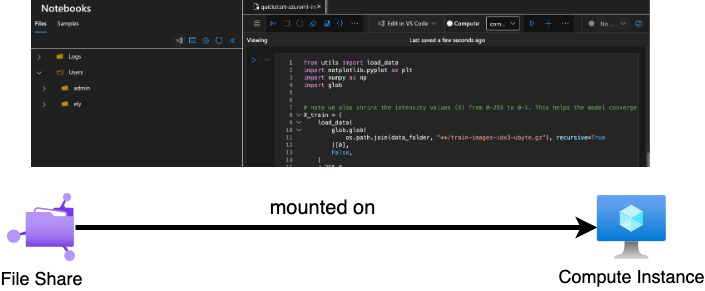 Notebooks
Files Samples
quickstart-azureml-in
Edit in VS Code
Compute: com...
No ...
Viewing
Last saved a few seconds ago
Logs
Users
admin
ely
1 from utils import load_data
2 import matplotlib.pyplot as plt
3 import numpy as np
4 import glob
5
6
7 # note we also shrink the intensity values (X) from 0-255 to 0-1. This helps the model converge
8 X_train = (
9 load_data(
10 glob.glob(
11 os.path.join(data_folder, "**/train-images-idx3-ubyte.gz"), recursive=True
12 )[0],
13 False,
14 )
mounted on
File Share
Compute Instance